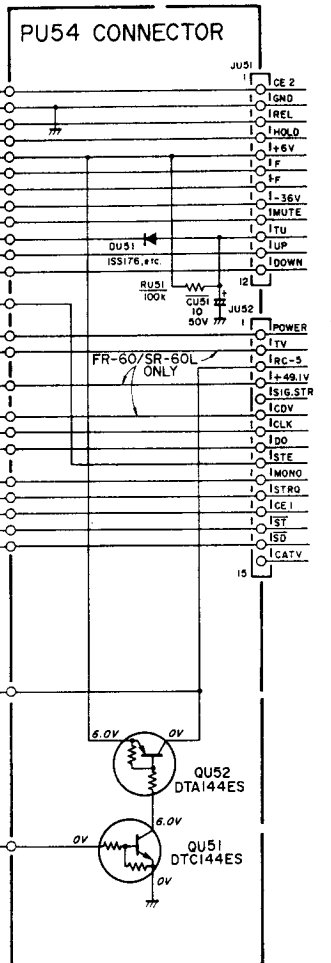 PU54 CONNECTOR
JU51
1
CE 2
GND
REL
HOLD
+6V
F
F
-36V
MUTE
TU
UP
DOWN
12
DU51
ISS176,etc.
RU51
100k
CU51
10
50V
+
JU52
1
POWER
TV
RC-5
+49.1V
SIG.STR
CDV
CLK
DO
STE
MONO
STRQ
CE1
ST
SD
CATV
15
FR-60/SR-60L
ONLY
6.0V
0V
QU52
DTA144ES
6.0V
QU51
DTC144ES
0V
0V